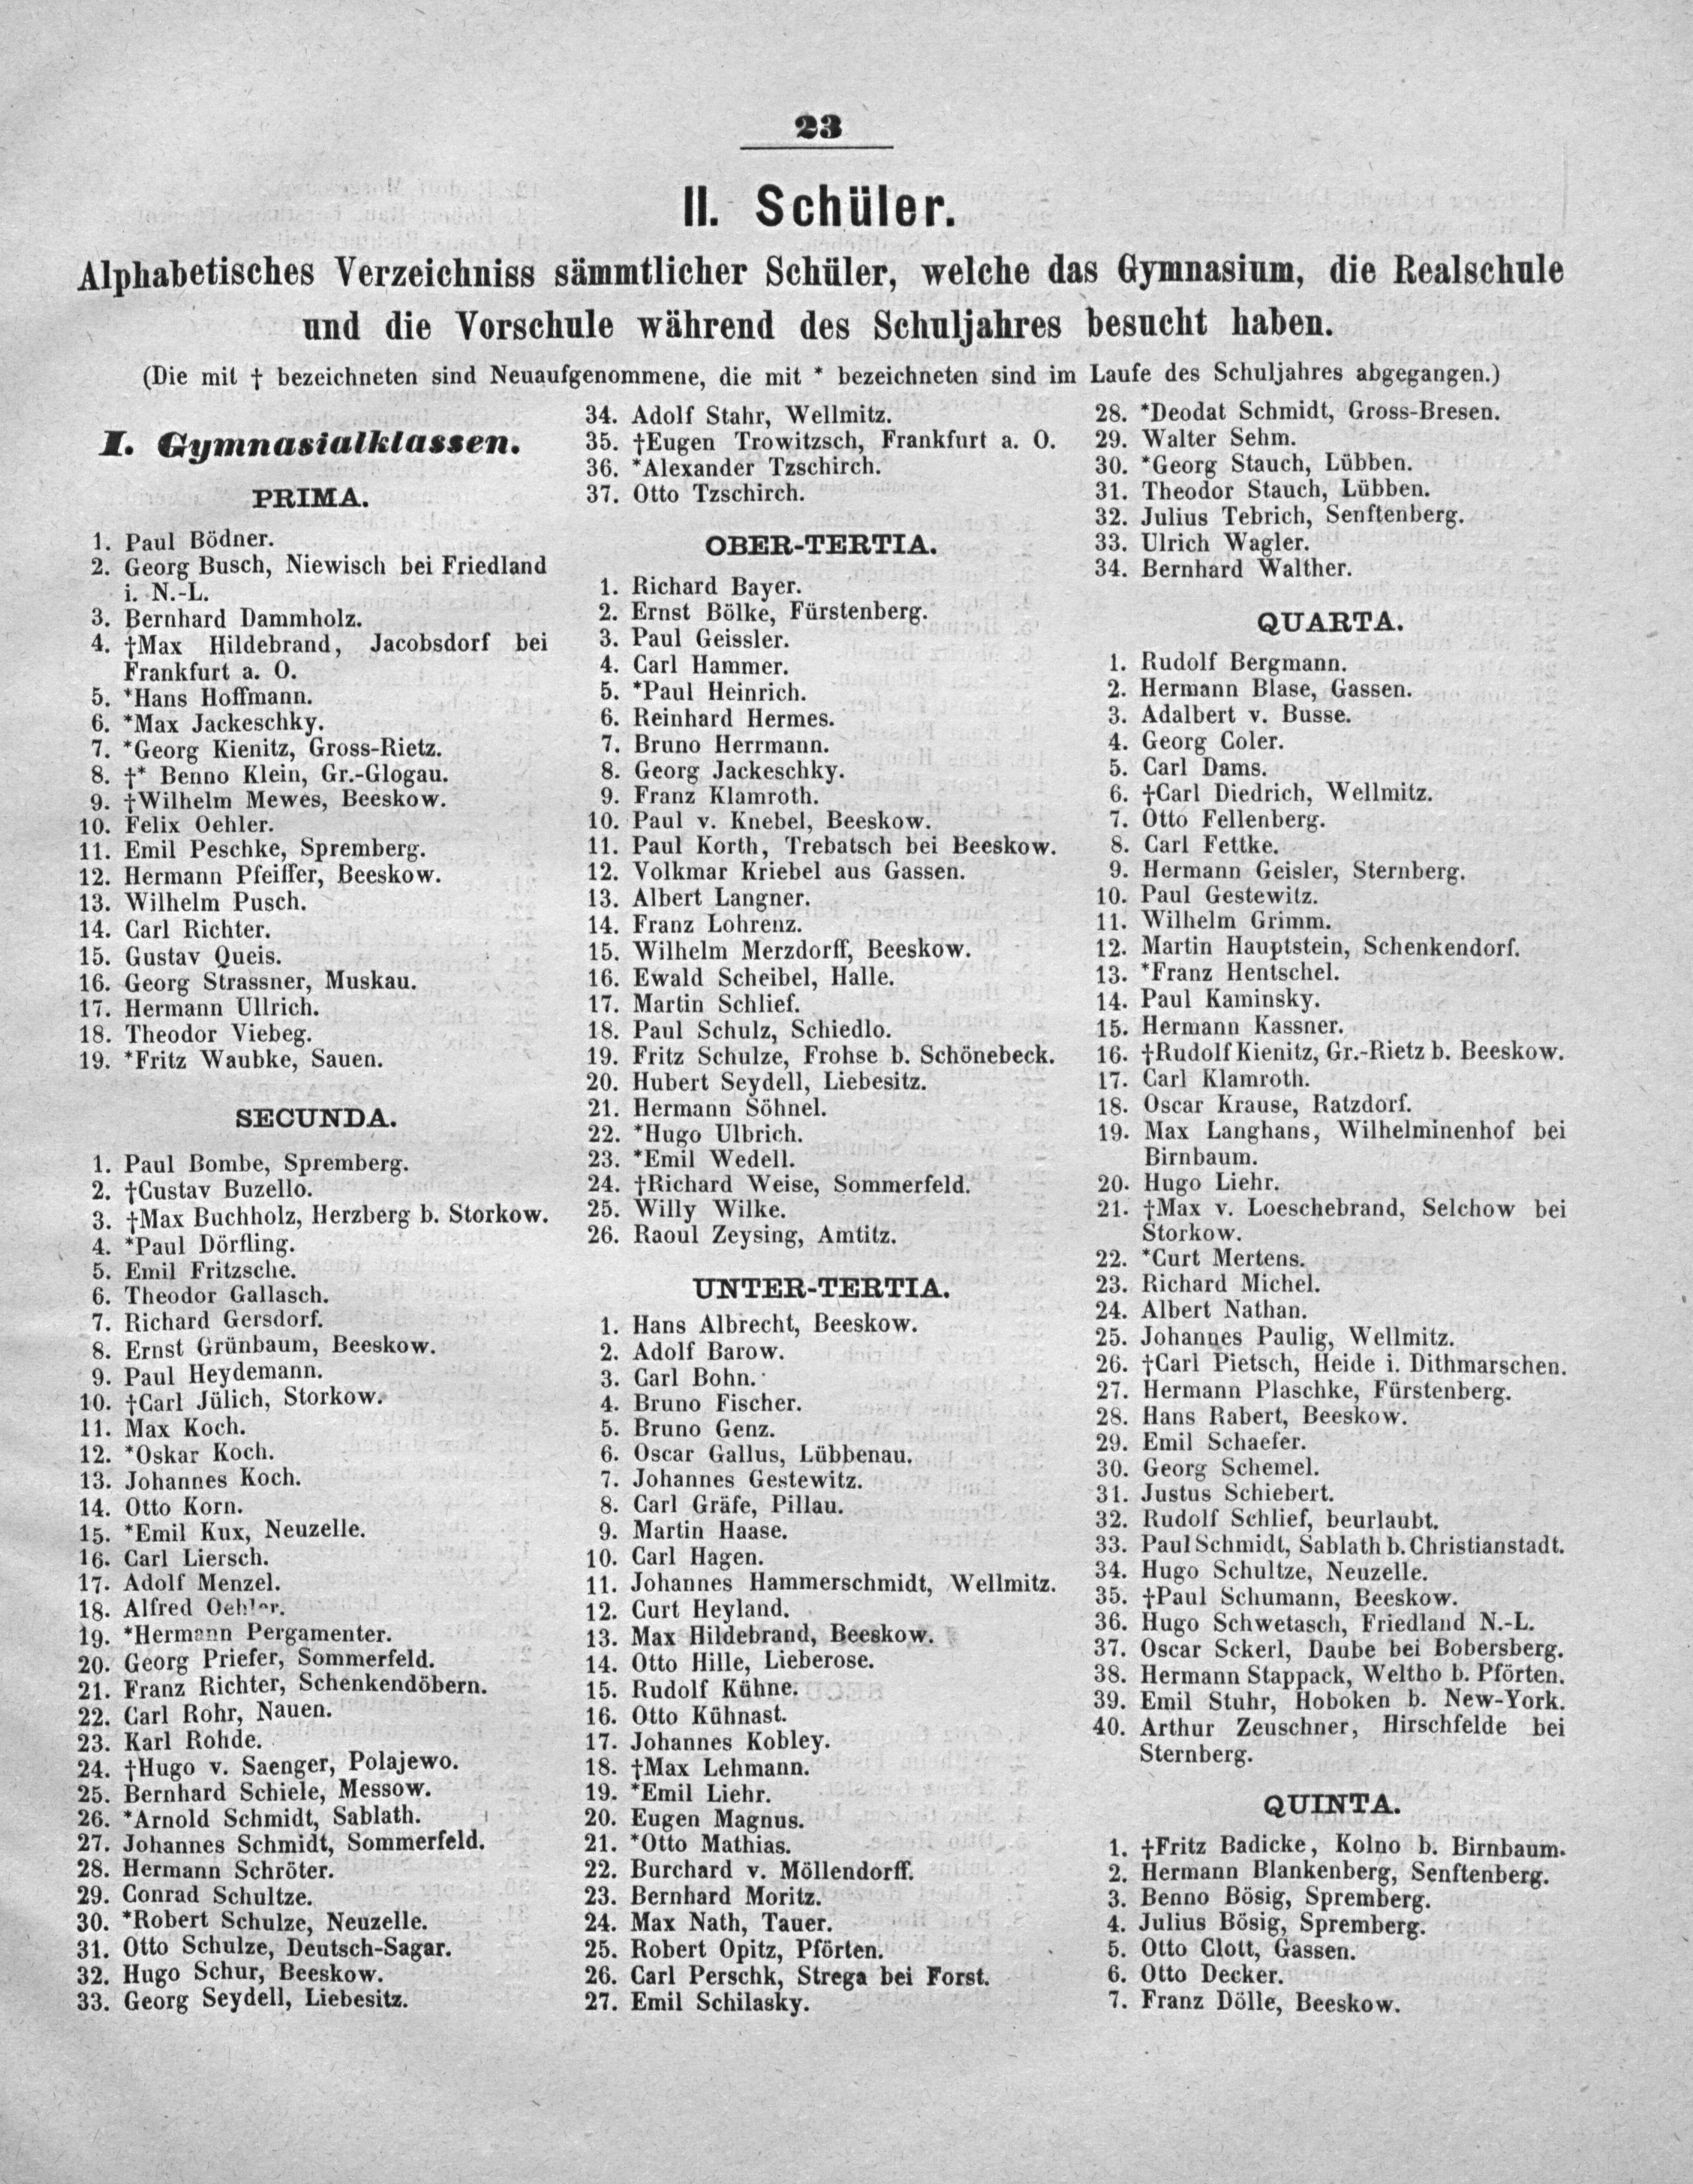 23
II. Schüler.
Alphabetisches Verzeichniss sämmtlicher Schüler, welche das Gymnasium, die Realschule
und die Vorschule während des Schuljahres besucht haben.
(Die mit † bezeichneten sind Neuaufgenommene, die mit * bezeichneten sind im Laufe des Schuljahres abgegangen.)
I. Gymnasialklassen.
PRIMA.
1. Paul Bödner.
2. Georg Busch, Niewisch bei Friedland
i. N.-L.
3. Bernhard Dammholz.
4. †Max Hildebrand, Jacobsdorf bei
Frankfurt a. O.
5. *Hans Hoffmann.
6. *Max Jackeschky.
7. *Georg Kienitz, Gross-Rietz.
8. †* Benno Klein, Gr.-Glogau.
9. †Wilhelm Mewes, Beeskow.
10. Felix Oehler.
11. Emil Peschke, Spremberg.
12. Hermann Pfeiffer, Beeskow.
13. Wilhelm Pusch.
14. Carl Richter.
15. Gustav Queis.
16. Georg Strassner, Muskau.
17. Hermann Ullrich.
18. Theodor Viebeg.
19. *Fritz Waubke, Sauen.
SECUNDA.
1. Paul Bombe, Spremberg.
2. †Gustav Buzello.
3. †Max Buchholz, Herzberg b. Storkow.
4. *Paul Dörfling.
5. Emil Fritzsche.
6. Theodor Gallasch.
7. Richard Gersdorf.
8. Ernst Grünbaum, Beeskow.
9. Paul Heydemann.
10. †Carl Jülich, Storkow.
11. Max Koch.
12. *Oskar Koch.
13. Johannes Koch.
14. Otto Korn.
15. *Emil Kux, Neuzelle.
16. Carl Liersch.
17. Adolf Menzel.
18. Alfred Oehler.
19. *Hermann Pergamenter.
20. Georg Priefer, Sommerfeld.
21. Franz Richter, Schenkendöbern.
22. Carl Rohr, Nauen.
23. Karl Rohde.
24. †Hugo v. Saenger, Polajewo.
25. Bernhard Schiele, Messow.
26. *Arnold Schmidt, Sablath.
27. Johannes Schmidt, Sommerfeld.
28. Hermann Schröter.
29. Conrad Schultze.
30. *Robert Schulze, Neuzelle.
31. Otto Schulze, Deutsch-Sagar.
32. Hugo Schur, Beeskow.
33. Georg Seydell, Liebesitz.
34. Adolf Stahr, Wellmitz.
35. †Eugen Trowitzsch, Frankfurt a. O.
36. *Alexander Tzschirch.
37. Otto Tzschirch.
OBER-TERTIA.
1. Richard Bayer.
2. Ernst Bölke, Fürstenberg.
3. Paul Geissler.
4. Carl Hammer.
5. *Paul Heinrich.
6. Reinhard Hermes.
7. Bruno Herrmann.
8. Georg Jackeschky.
9. Franz Klamroth.
10. Paul v. Knebel, Beeskow.
11. Paul Korth, Trebatsch bei Beeskow.
12. Volkmar Kriebel aus Gassen.
13. Albert Langner.
14. Franz Lohrenz.
15. Wilhelm Merzdorff, Beeskow.
16. Ewald Scheibel, Halle.
17. Martin Schlief.
18. Paul Schulz, Schiedlo.
19. Fritz Schulze, Frohse b. Schönebeck.
20. Hubert Seydell, Liebesitz.
21. Hermann Söhnel.
22. *Hugo Ulbrich.
23. *Emil Wedell.
24. †Richard Weise, Sommerfeld.
25. Willy Wilke.
26. Raoul Zeysing, Amtitz.
UNTER-TERTIA.
1. Hans Albrecht, Beeskow.
2. Adolf Barow.
3. Carl Bohn.
4. Bruno Fischer.
5. Bruno Genz.
6. Oscar Gallus, Lübbenau.
7. Johannes Gestewitz.
8. Carl Gräfe, Pillau.
9. Martin Haase.
10. Carl Hagen.
11. Johannes Hammerschmidt, Wellmitz.
12. Curt Heyland.
13. Max Hildebrand, Beeskow.
14. Otto Hille, Lieberose.
15. Rudolf Kühne.
16. Otto Kühnast.
17. Johannes Kobley.
18. †Max Lehmann.
19. *Emil Liehr.
20. Eugen Magnus.
21. *Otto Mathias.
22. Burchard v. Möllendorff.
23. Bernhard Moritz.
24. Max Nath, Tauer.
25. Robert Opitz, Pförten.
26. Carl Perschk, Strega bei Forst.
27. Emil Schilasky.
28. *Deodat Schmidt, Gross-Bresen.
29. Walter Sehm.
30. *Georg Stauch, Lübben.
31. Theodor Stauch, Lübben.
32. Julius Tebrich, Senftenberg.
33. Ulrich Wagler.
34. Bernhard Walther.
QUARTA.
1. Rudolf Bergmann.
2. Hermann Blase, Gassen.
3. Adalbert v. Busse.
4. Georg Coler.
5. Carl Dams.
6. †Carl Diedrich, Wellmitz.
7. Otto Fellenberg.
8. Carl Fettke.
9. Hermann Geisler, Sternberg.
10. Paul Gestewitz.
11. Wilhelm Grimm.
12. Martin Hauptstein, Schenkendorf.
13. *Franz Hentschel.
14. Paul Kaminsky.
15. Hermann Kassner.
16. †Rudolf Kienitz, Gr.-Rietz b. Beeskow.
17. Carl Klamroth.
18. Oscar Krause, Ratzdorf.
19. Max Langhans, Wilhelminenhof bei
Birnbaum.
20. Hugo Liehr.
21. †Max v. Loeschebrand, Selchow bei
Storkow.
22. *Curt Mertens.
23. Richard Michel.
24. Albert Nathan.
25. Johannes Paulig, Wellmitz.
26. †Carl Pietsch, Heide i. Dithmarschen.
27. Hermann Plaschke, Fürstenberg.
28. Hans Rabert, Beeskow.
29. Emil Schaefer.
30. Georg Schemel.
31. Justus Schiebert.
32. Rudolf Schlief, beurlaubt.
33. Paul Schmidt, Sablath b. Christianstadt.
34. Hugo Schultze, Neuzelle.
35. †Paul Schumann, Beeskow.
36. Hugo Schwetasch, Friedland N.-L.
37. Oscar Sckerl, Daube bei Bobersberg.
38. Hermann Stappack, Weltho b. Pförten.
39. Emil Stuhr, Hoboken b. New-York.
40. Arthur Zeuschner, Hirschfelde bei
Sternberg.
QUINTA.
1. †Fritz Badicke, Kolno b. Birnbaum.
2. Hermann Blankenberg, Senftenberg.
3. Benno Bösig, Spremberg.
4. Julius Bösig, Spremberg.
5. Otto Clott, Gassen.
6. Otto Decker.
7. Franz Dölle, Beeskow.